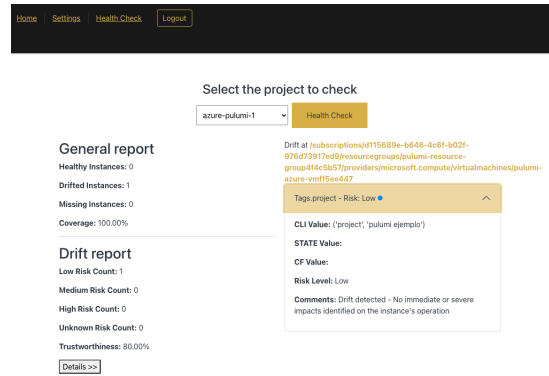 Home
Settings
Health Check
Logout
Select the project to check
azure-pulumi-1
Health Check
General report
Healthy Instances: 0
Drifted Instances: 1
Missing Instances: 0
Coverage: 100.00%
Drift report
Low Risk Count: 1
Medium Risk Count: 0
High Risk Count: 0
Unknown Risk Count: 0
Trustworthiness: 80.00%
Details >>
Drift at /subscriptions/d115689e-b646-4c6f-b02f-
976d73917ed9/resourcegroups/pulumi-resource-
group4f4c5b57/providers/microsoft.compute/virtualmachines/pulumi-
azure-vmff5ee447
Tags.project - Risk: Low
CLI Value: ('project', 'pulumi ejemplo')
STATE Value:
CF Value:
Risk Level: Low
Comments: Drift detected - No immediate or severe
impacts identified on the instance's operation